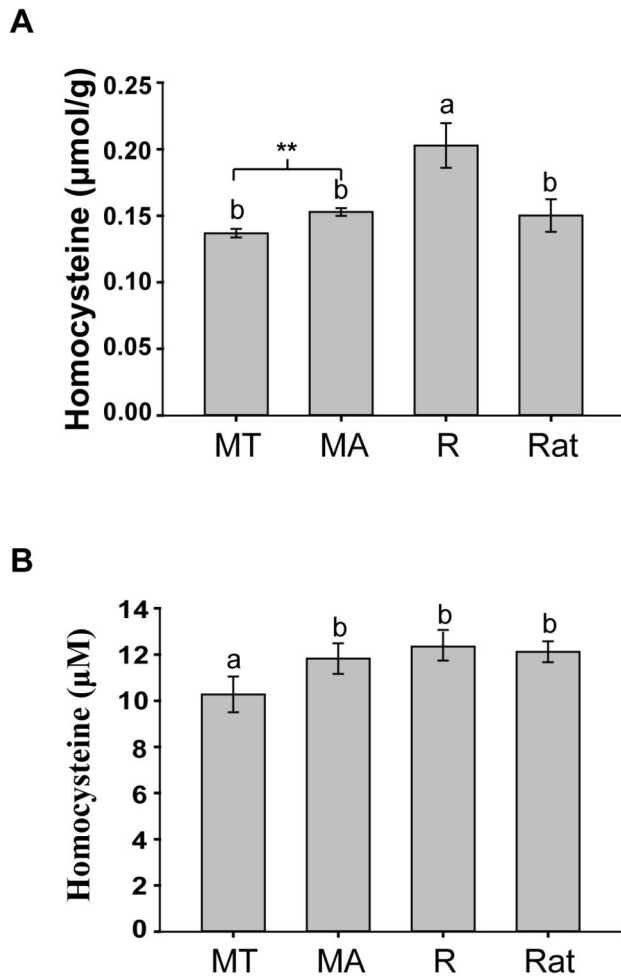 A
Homocysteine (μmol/g)
0.25
0.20
0.15
0.10
0.05
0.00
**
b
b
a
b
MT MA R Rat
B
Homocysteine (μM)
14
12
10
8
6
4
2
0
a
b
b
b
MT MA R Rat